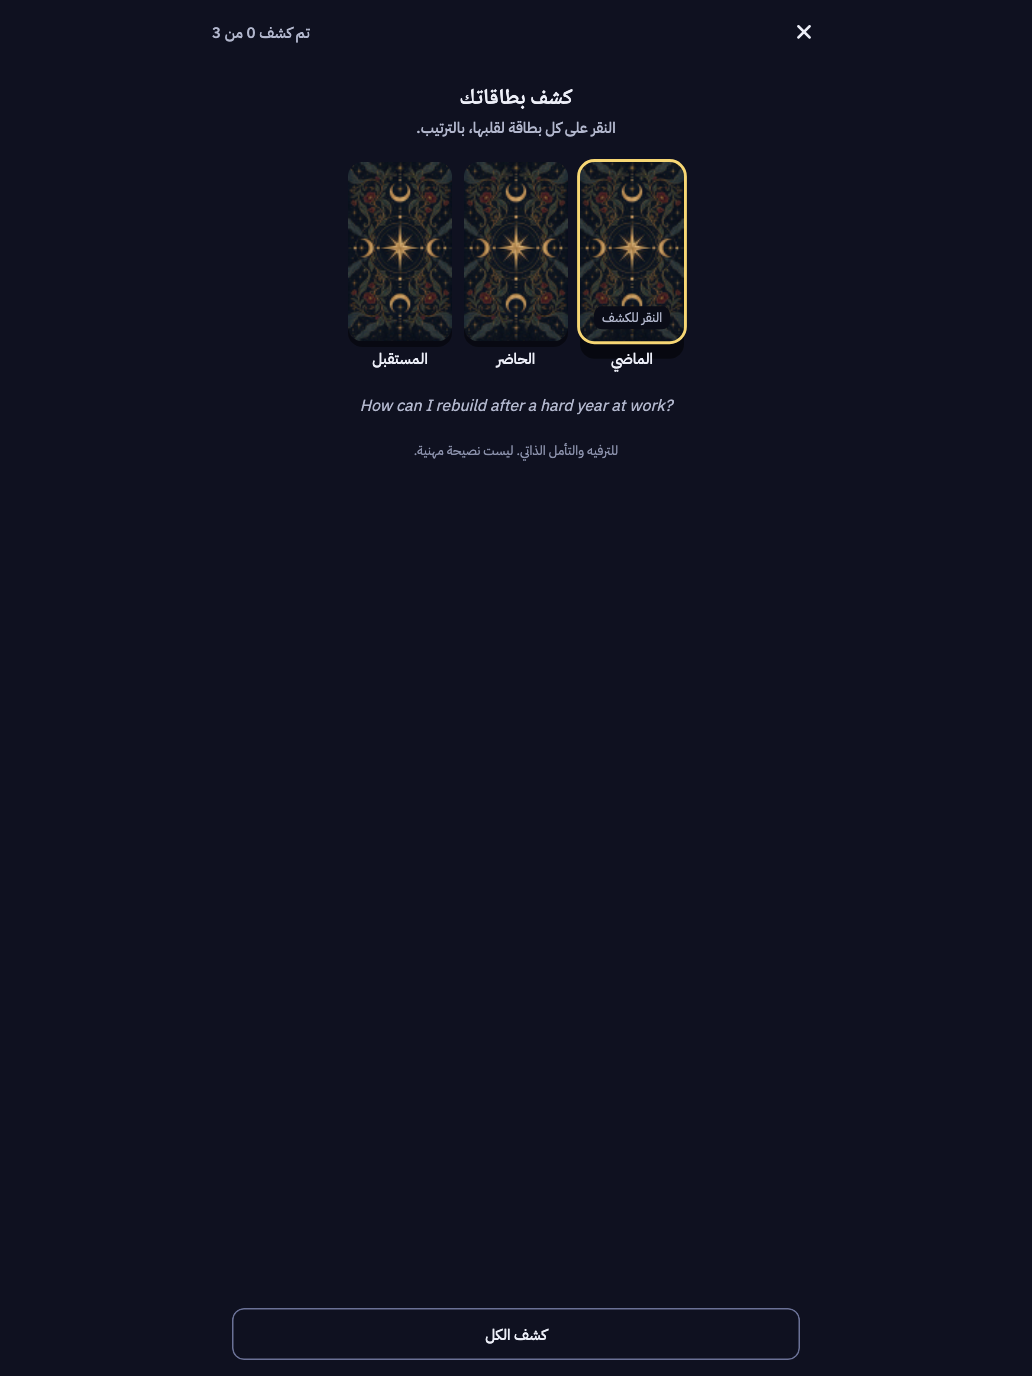 تم كشف 0 من 3
كشف بطاقاتك
النقر على كل بطاقة لقلبها، بالترتيب.
النقر للكشف
الماضي
الحاضر
المستقبل
How can I rebuild after a hard year at work?
للترفيه والتأمل الذاتي. ليست نصيحة مهنية.
كشف الكل